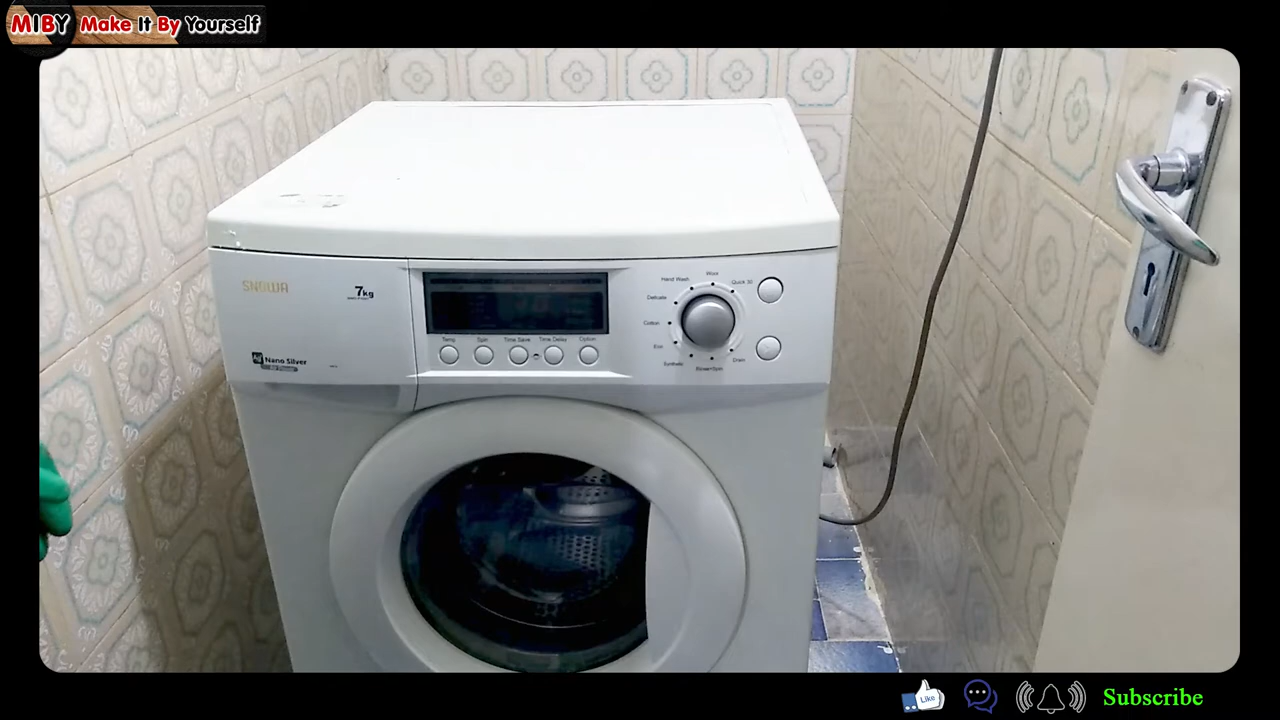 MIBY Make It By Yourself
SNOWA
7kg
Nano Silver
Temp.
Spin
Time Save
Time Delay
Option
Wool
Hand Wash
Quick 30
Delicate
Cotton
Eco
Synthetic
Rinse+Spin
Drain
Like
Subscribe